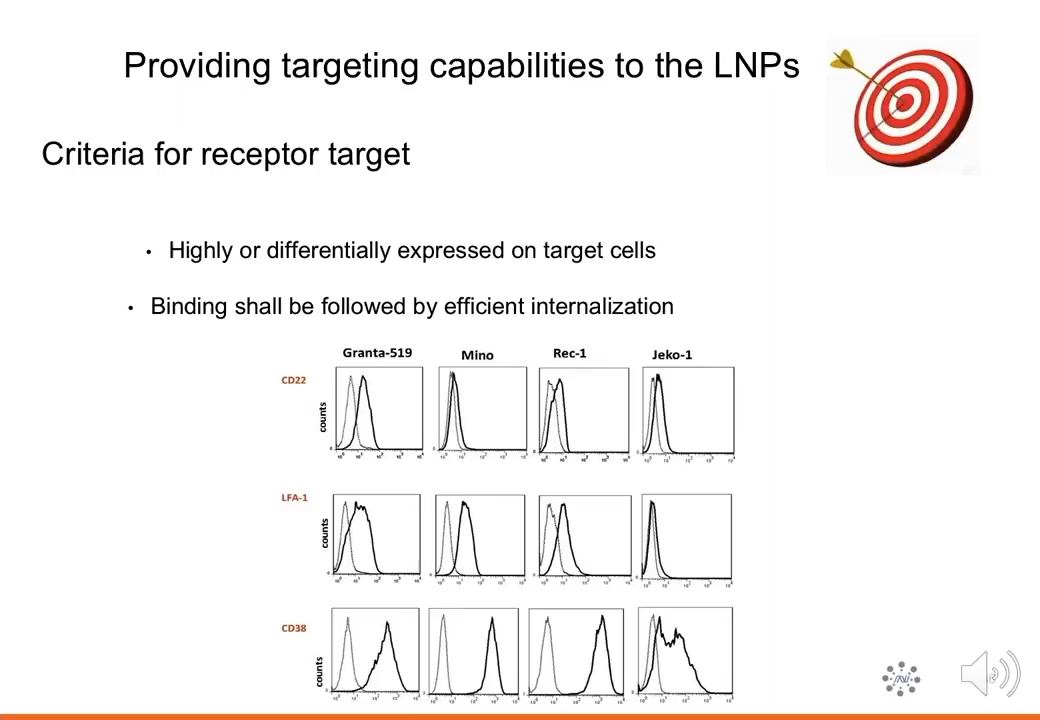 Providing targeting capabilities to the LNPs
Criteria for receptor target
• Highly or differentially expressed on target cells
• Binding shall be followed by efficient internalization
Granta-519 Mino Rec-1 Jeko-1
CD22
counts
LFA-1
counts
CD38
counts